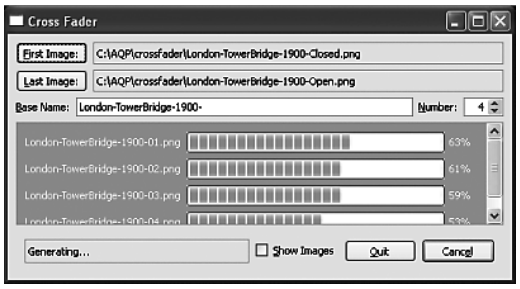 Cross Fader
First Image: C:\AQP\crossfader\London-TowerBridge-1900-Closed.png
Last Image: C:\AQP\crossfader\London-TowerBridge-1900-Open.png
Base Name: London-TowerBridge-1900- Number: 4
London-TowerBridge-1900-01.png 63%
London-TowerBridge-1900-02.png 61%
London-TowerBridge-1900-03.png 59%
London-TowerBridge-1900-04.png 53%
Generating... Show Images Quit Cancel